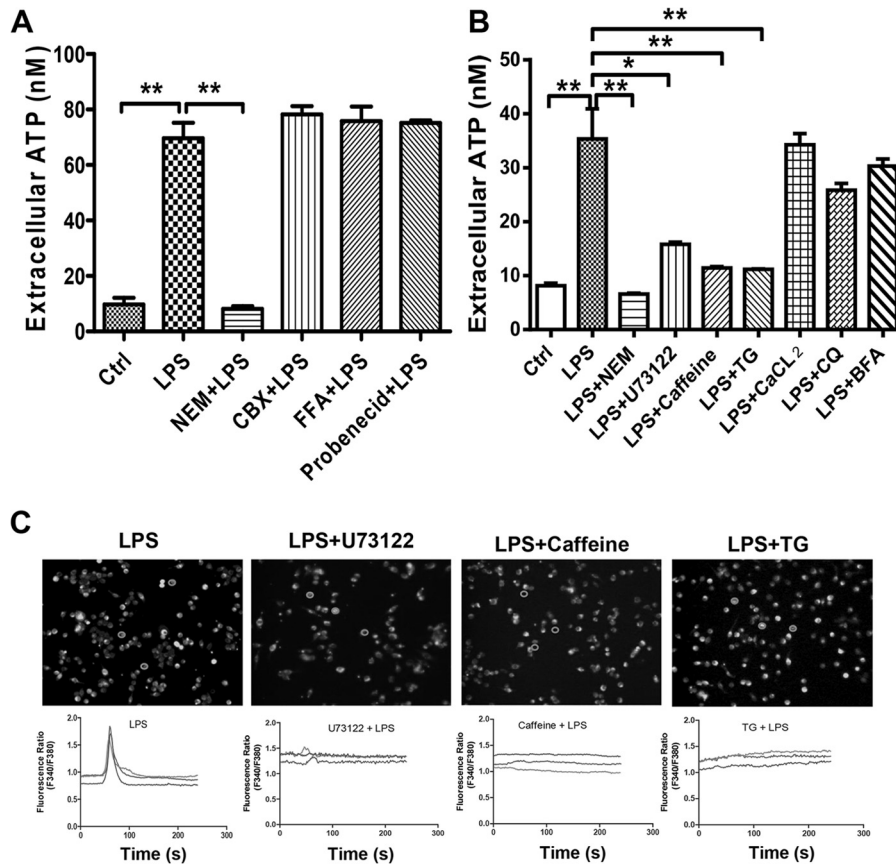 A
Extracellular ATP (nM)
100
80
60
40
20
0
**
**
Ctrl
LPS
NEM+LPS
CBX+LPS
FFA+LPS
Probenecid+LPS
B
Extracellular ATP (nM)
50
40
30
20
10
0
**
**
*
**
**
Ctrl
LPS
LPS+NEM
LPS+U73122
LPS+Caffeine
LPS+TG
LPS+CaCL2
LPS+CQ
LPS+BFA
C
LPS
LPS+U73122
LPS+Caffeine
LPS+TG
Fluorescence Ratio
(F340/F380)
2.0
1.5
1.0
0.5
0.0
LPS
0
100
200
300
Time (s)
Fluorescence Ratio
(F340/F380)
2.0
1.5
1.0
0.5
0.0
U73122 + LPS
0
100
200
300
Time (s)
Fluorescence Ratio
(F340/F380)
2.0
1.5
1.0
0.5
0.0
Caffeine + LPS
0
100
200
300
Time (s)
Fluorescence Ratio
(F340/F380)
2.0
1.5
1.0
0.5
0.0
TG + LPS
0
100
200
300
Time (s)